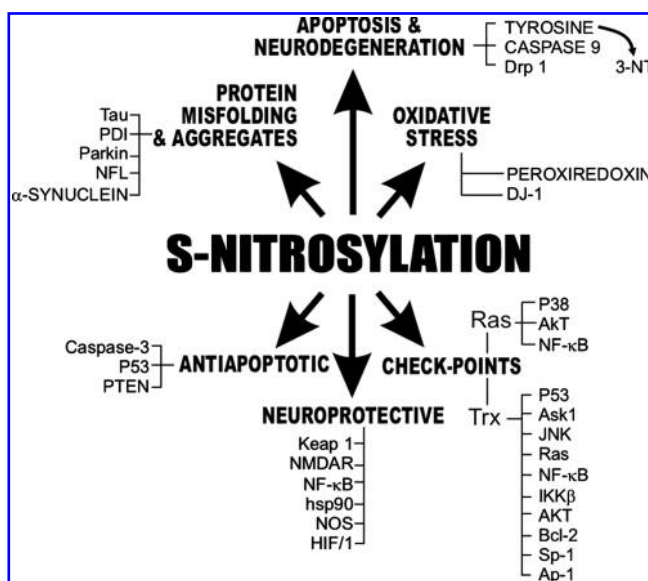 APOPTOSIS &
NEURODEGENERATION
TYROSINE
CASPASE 9
Drp 1
3-NT
PROTEIN
MISFOLDING
& AGGREGATES
Tau
PDI
Parkin
NFL
α-SYNUCLEIN
OXIDATIVE
STRESS
PEROXIREDOXIN
DJ-1
S-NITROSYLATION
ANTIAPOPTOTIC
Caspase-3
P53
PTEN
NEUROPROTECTIVE
Keap 1
NMDAR
NF-κB
hsp90
NOS
HIF/1
CHECK-POINTS
Ras
P38
AkT
NF-κB
Trx
P53
Ask1
JNK
Ras
NF-κB
IKKβ
AKT
Bcl-2
Sp-1
Ap-1